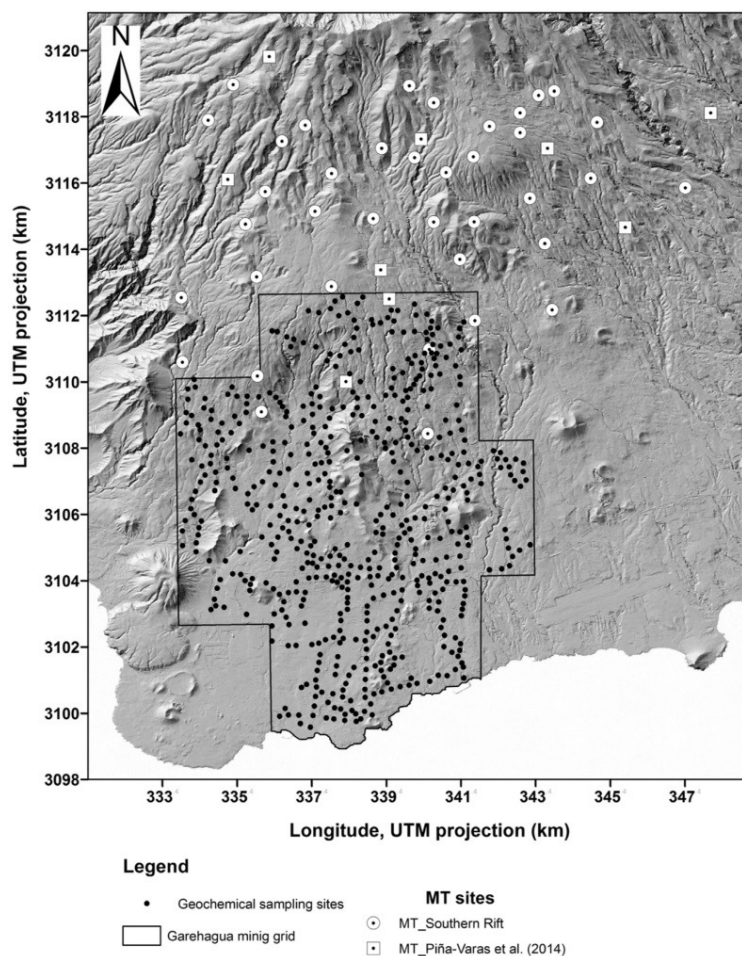 N
3120
3118
3116
3114
3112
3110
3108
3106
3104
3102
3100
3098
Latitude, UTM projection (km)
333 335 337 339 341 343 345 347
Longitude, UTM projection (km)
Legend
Geochemical sampling sites
Garehagua minig grid
MT sites
MT_Southern Rift
MT_Piña-Varas et al. (2014)